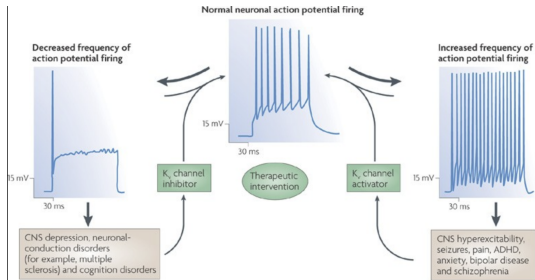 Normal neuronal action potential firing
Decreased frequency of
action potential firing
Increased frequency of
action potential firing
15 mV
30 ms
15 mV
30 ms
15 mV
30 ms
K
channel
inhibitor
Therapeutic
intervention
K
channel
activator
CNS depression, neuronal-
conduction disorders
(for example, multiple
sclerosis) and cognition disorders
CNS hyperexcitability,
seizures, pain, ADHD,
anxiety, bipolar disease
and schizophrenia